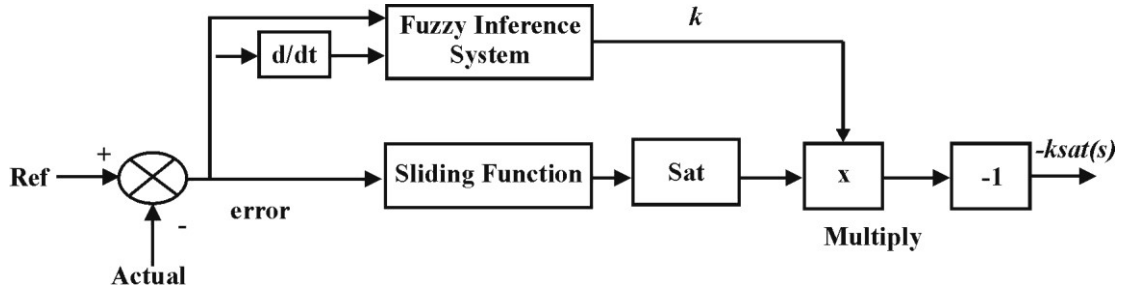 k
Fuzzy Inference
System
d/dt
+
Ref
Sliding Function
Sat
x
-1
-ksat(s)
error
-
Multiply
Actual